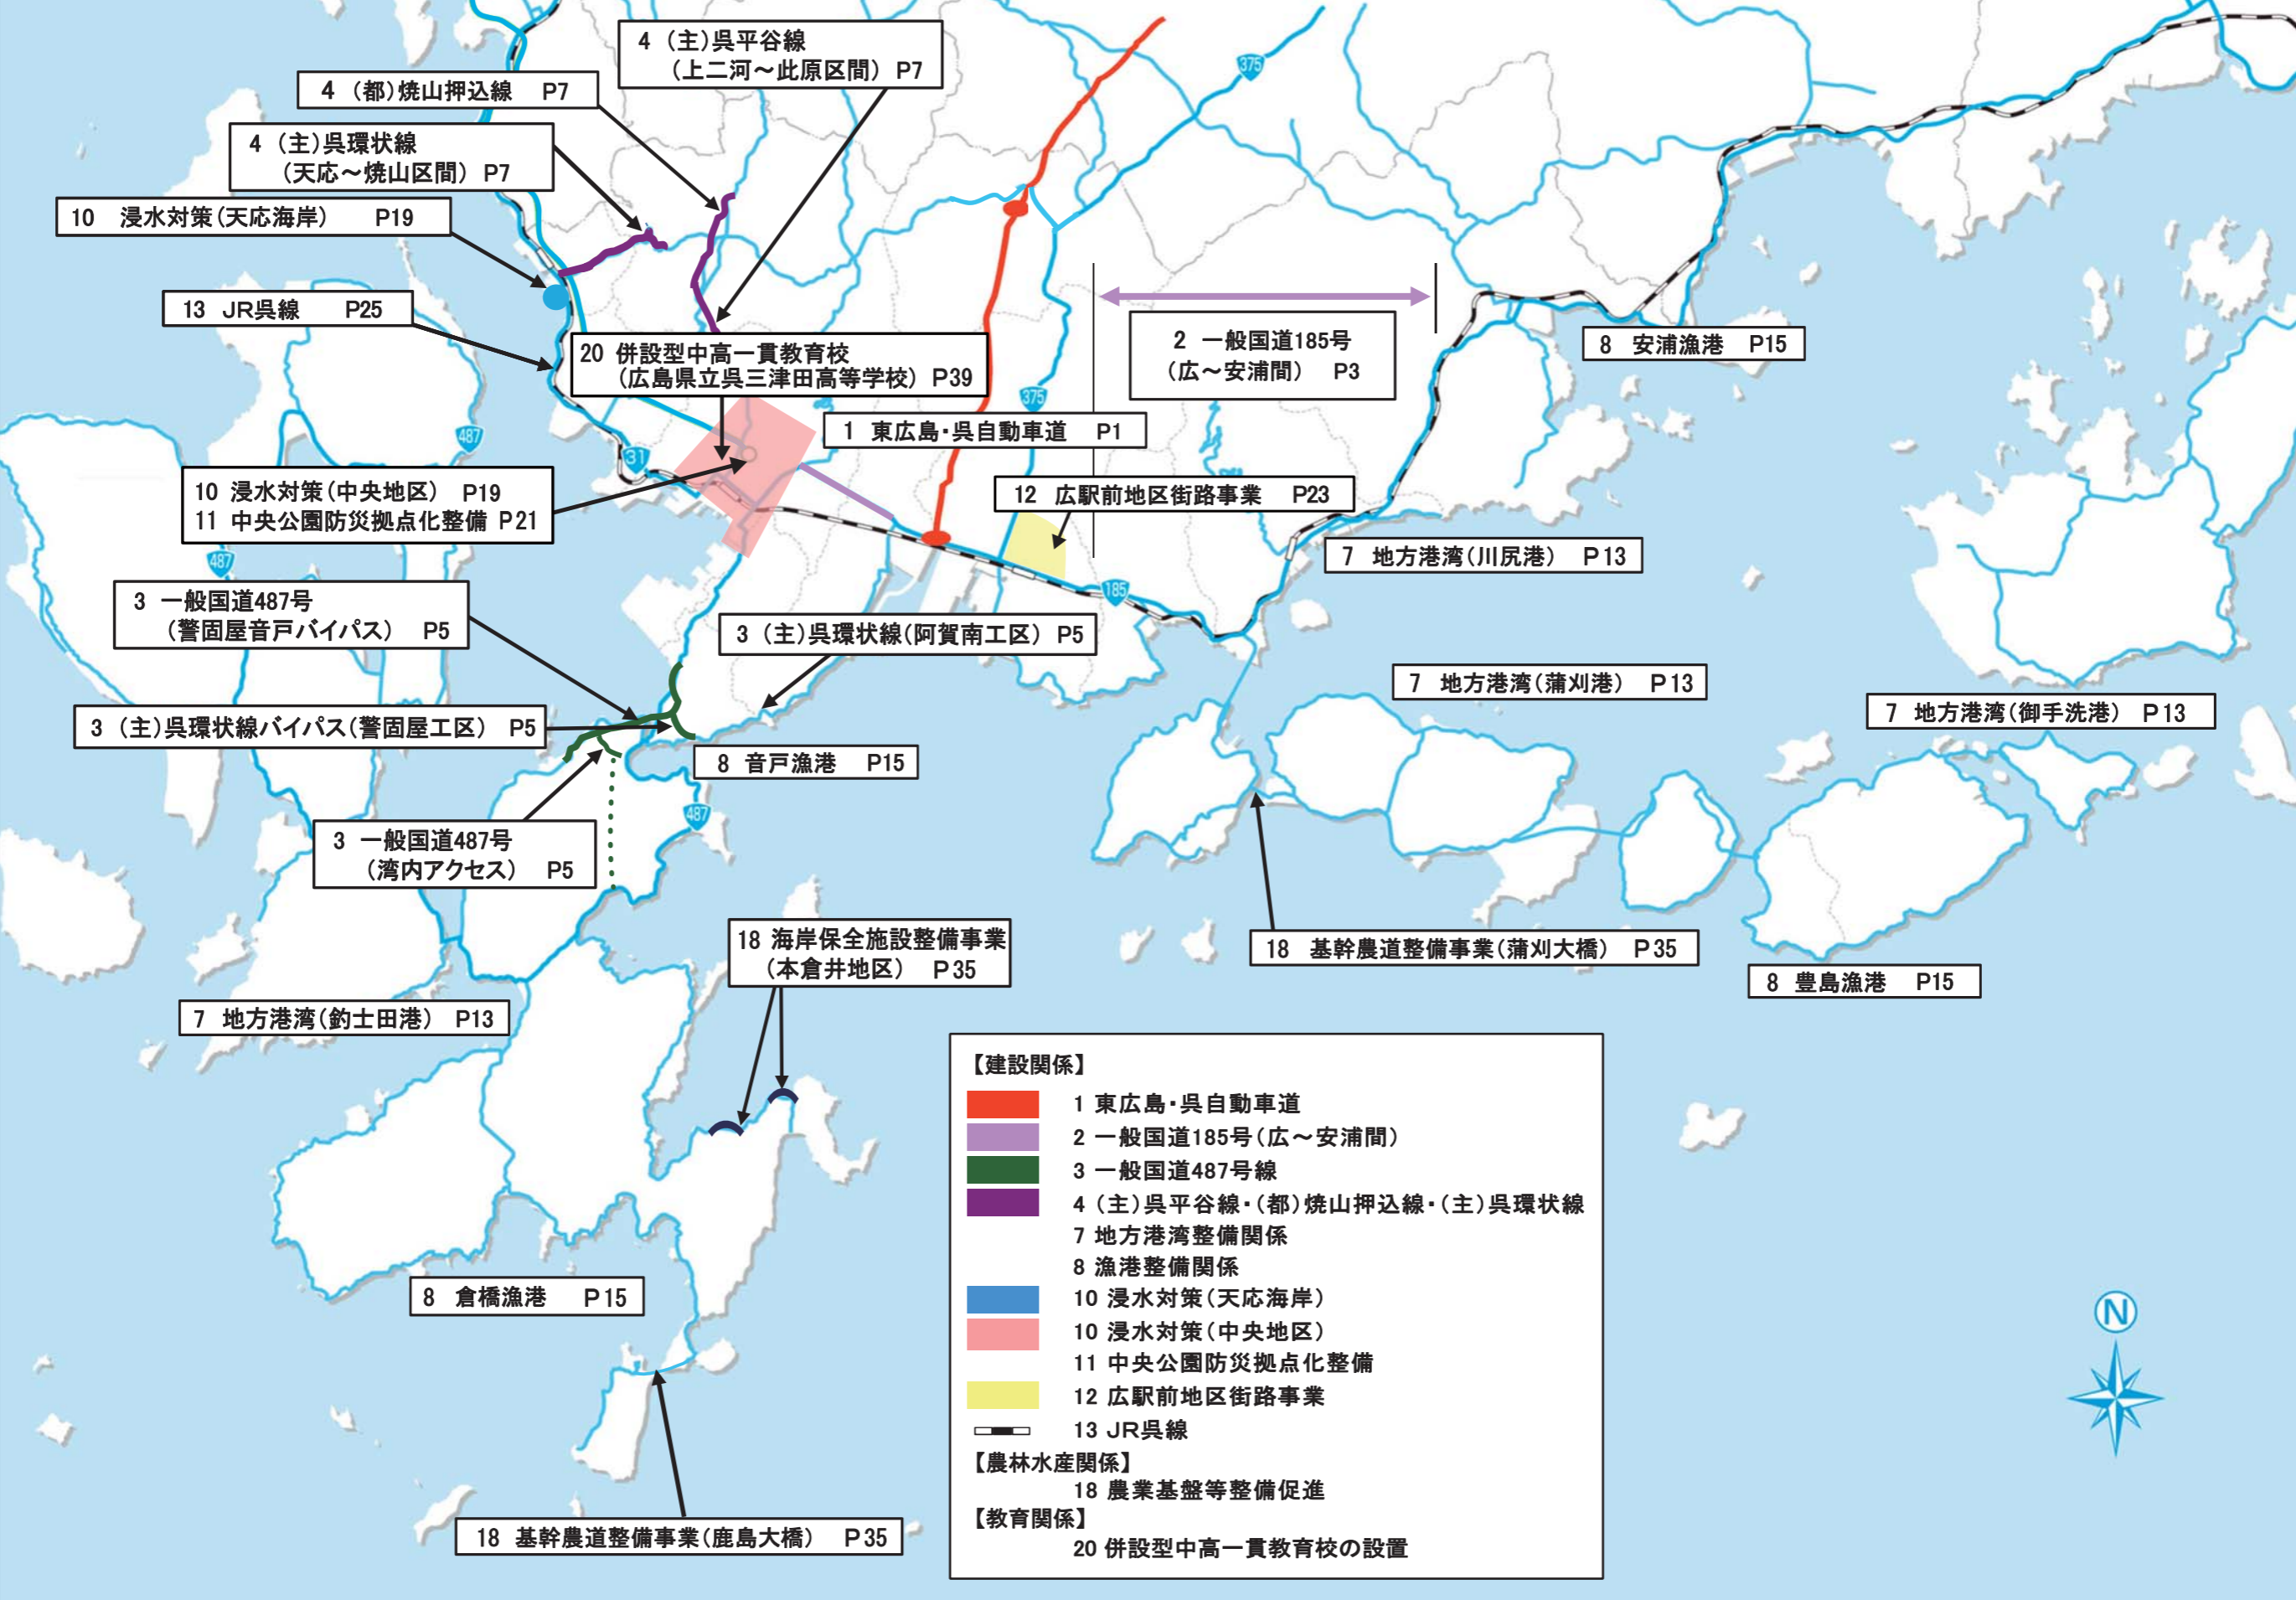 4 （主）呉平谷線
（上二河～此原区間） P7
4 （都）焼山押込線 P7
4 （主）呉環状線
（天応～焼山区間） P7
10 浸水対策（天応海岸） P19
13 JR呉線 P25
20 併設型中高一貫教育校
（広島県立呉三津田高等学校） P39
2 一般国道185号
（広～安浦間） P3
8 安浦漁港 P15
1 東広島・呉自動車道 P1
375
375
487
31
10 浸水対策（中央地区） P19
11 中央公園防災拠点化整備 P21
12 広駅前地区街路事業 P23
7 地方港湾（川尻港） P13
487
185
3 一般国道487号
（警固屋音戸バイパス） P5
3 （主）呉環状線（阿賀南工区） P5
7 地方港湾（蒲刈港） P13
7 地方港湾（御手洗港） P13
3 （主）呉環状線バイパス（警固屋工区） P5
8 音戸漁港 P15
487
3 一般国道487号
（湾内アクセス） P5
18 海岸保全施設整備事業
（本倉井地区） P35
18 基幹農道整備事業（蒲刈大橋） P35
8 豊島漁港 P15
7 地方港湾（釣士田港） P13
8 倉橋漁港 P15
18 基幹農道整備事業（鹿島大橋） P35
【建設関係】
1 東広島・呉自動車道
2 一般国道185号（広～安浦間）
3 一般国道487号線
4 （主）呉平谷線・（都）焼山押込線・（主）呉環状線
7 地方港湾整備関係
8 漁港整備関係
10 浸水対策（天応海岸）
10 浸水対策（中央地区）
11 中央公園防災拠点化整備
12 広駅前地区街路事業
13 JR呉線
【農林水産関係】
18 農業基盤等整備促進
【教育関係】
20 併設型中高一貫教育校の設置
N